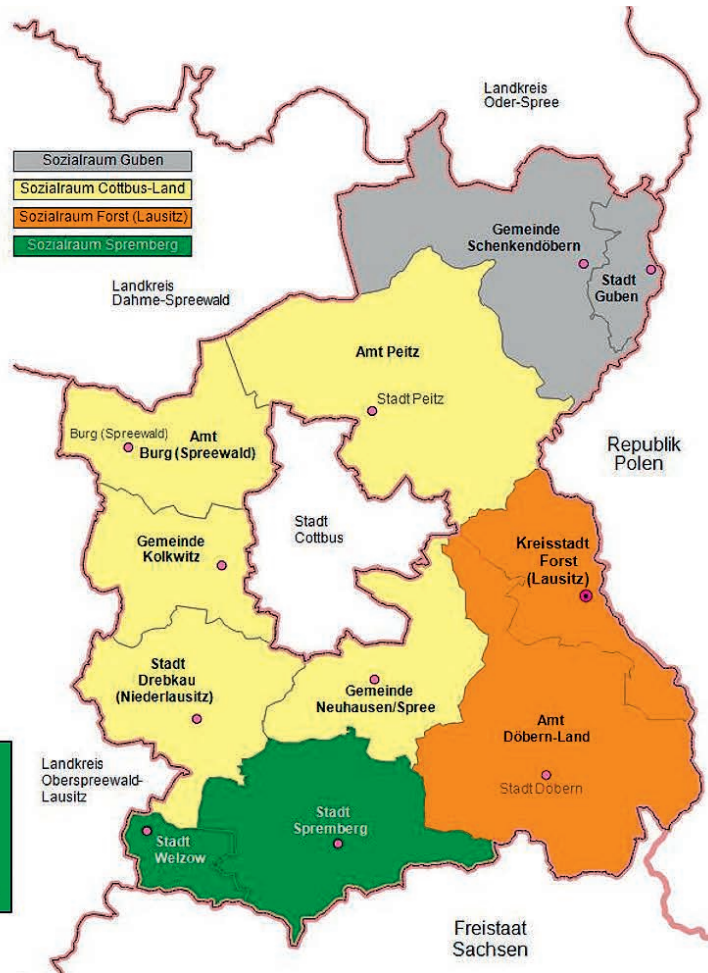 Landkreis
Oder-Spree
Sozialraum Guben
Sozialraum Cottbus-Land
Sozialraum Forst (Lausitz)
Sozialraum Spremberg
Gemeinde
Schenkendöbern
Stadt
Guben
Landkreis
Dahme-Spreewald
Amt Peitz
Stadt Peitz
Burg (Spreewald)
Amt
Burg (Spreewald)
Republik
Polen
Stadt
Cottbus
Gemeinde
Kolkwitz
Kreisstadt
Forst
(Lausitz)
Stadt
Drebkau
(Niederlausitz)
Gemeinde
Neuhausen/Spree
Amt
Döbern-Land
Stadt Döbern
Landkreis
Oberspreewald-
Lausitz
Stadt
Spremberg
Stadt
Welzow
Freistaat
Sachsen